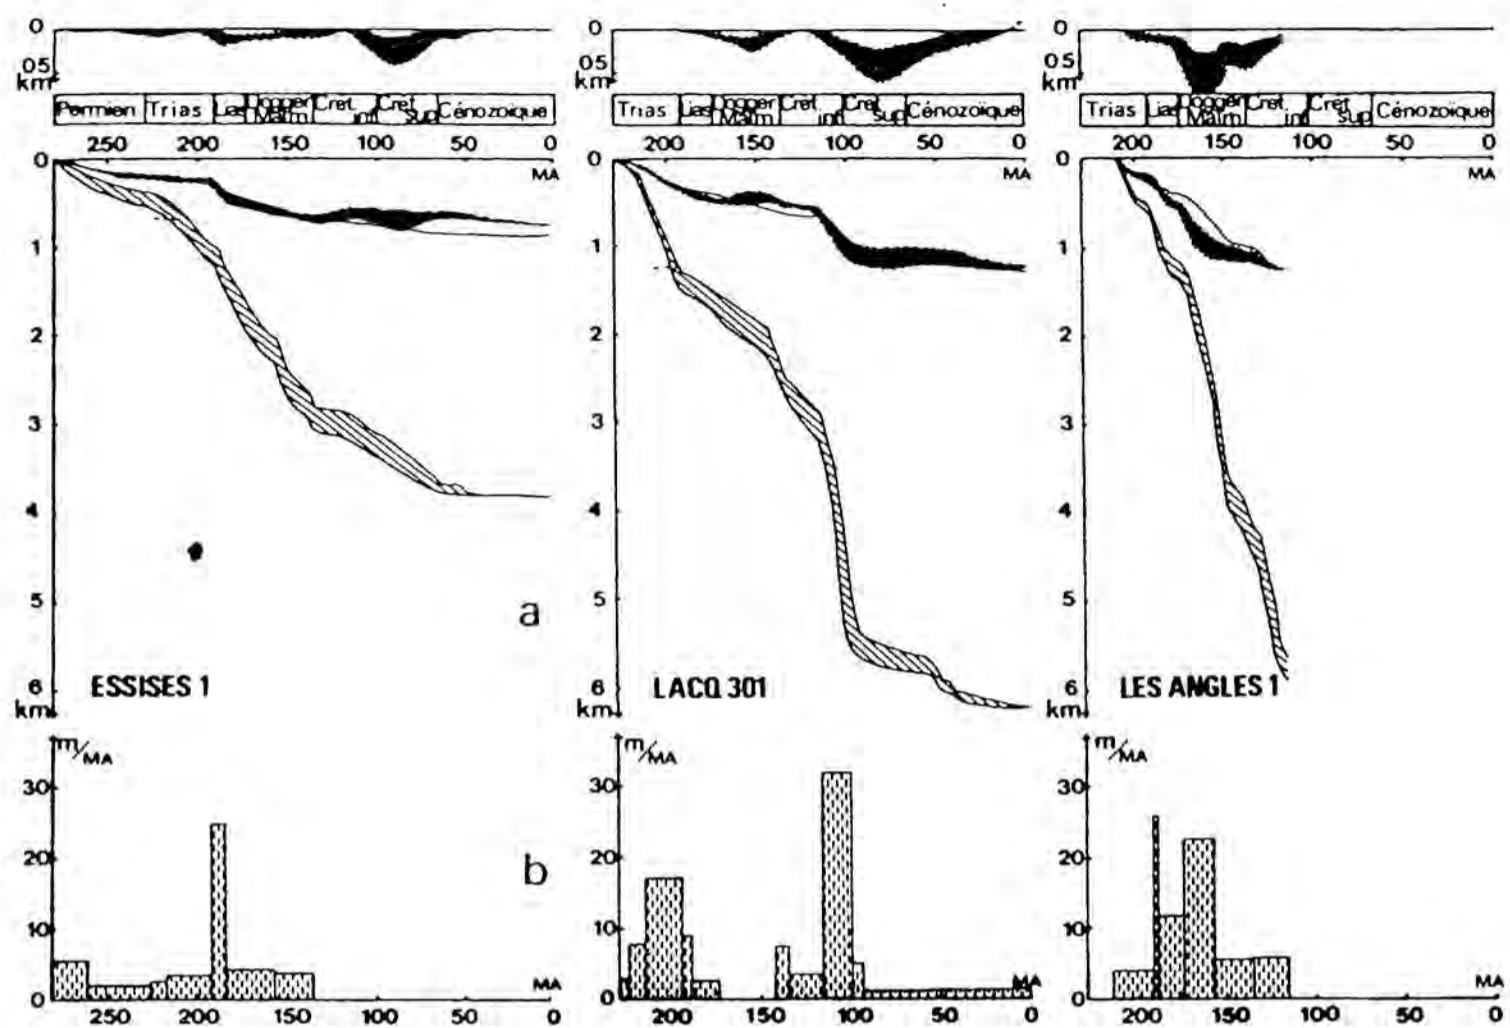 0 0 0
05 05 05
km km km
Permien Trias Lias Dogger Malm Cret inf Cret Sup Cénozoïque
Trias Lias Dogger Malm Cret inf Cret sup Cénozoïque
Trias Lias Dogger Malm Cret inf Cret sup Cénozoïque
0 250 200 150 100 50 0
MA
0 200 150 100 50 0
MA
0 200 150 100 50 0
MA
1 1 1
2 2 2
3 3 3
4 4 4
5 5 5
a
6 6 6
km km km
ESSISES 1
LACQ 301
LES ANGLES 1
m/MA m/MA m/MA
30 30 30
20 20 20
b
10 10 10
0 0 0
MA MA MA
250 200 150 100 50 0
200 150 100 50 0
200 150 100 50 0